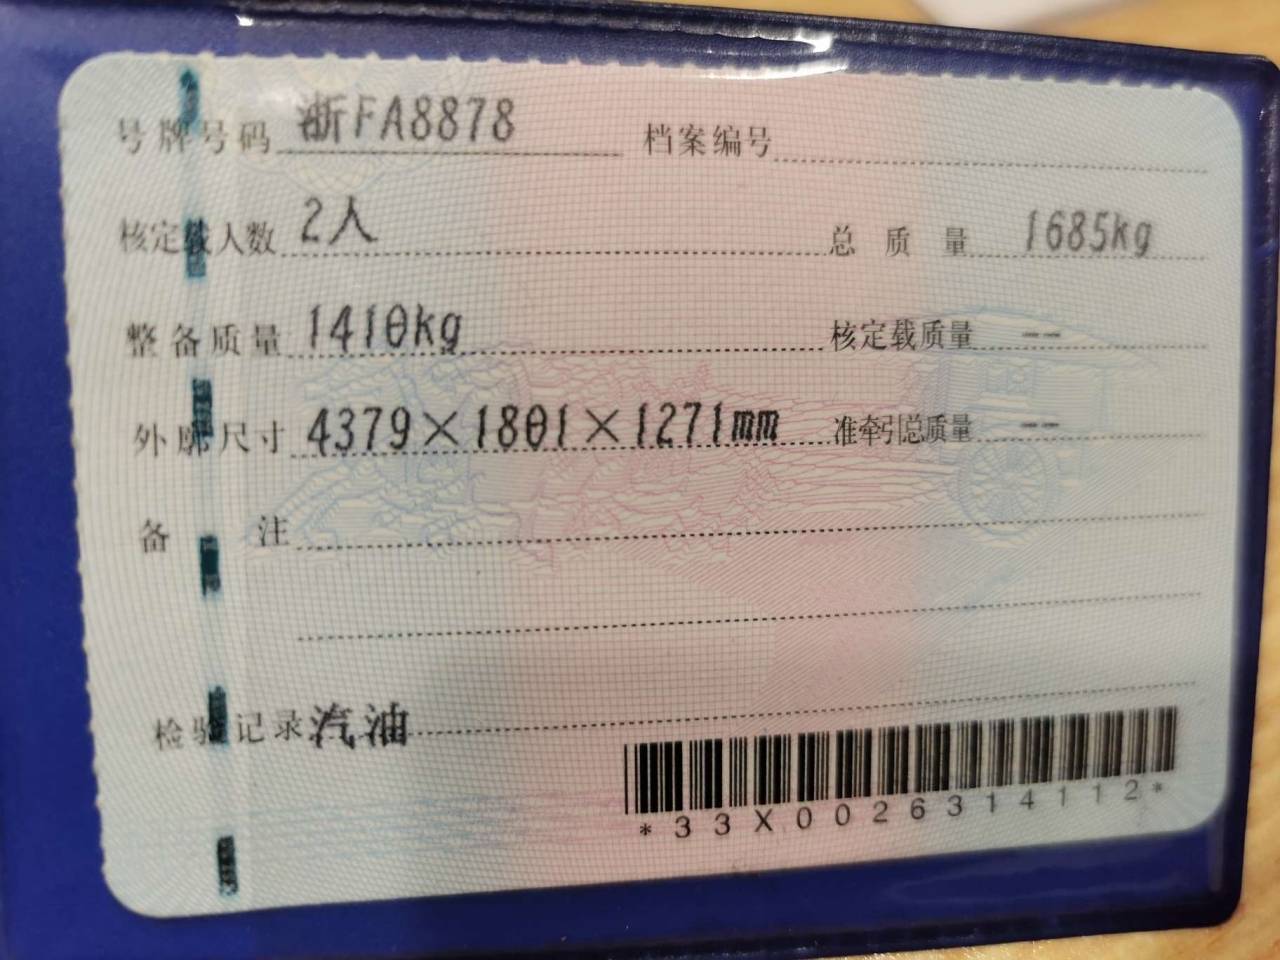 号牌号码 浙FA8878 档案编号
核定载人数 2人 总质量 1685kg
整备质量 1410kg 核定载质量 --
外廓尺寸 4379×1801×1271mm 准牵引总质量 --
备注
检验记录 汽油
*33X0026314112*